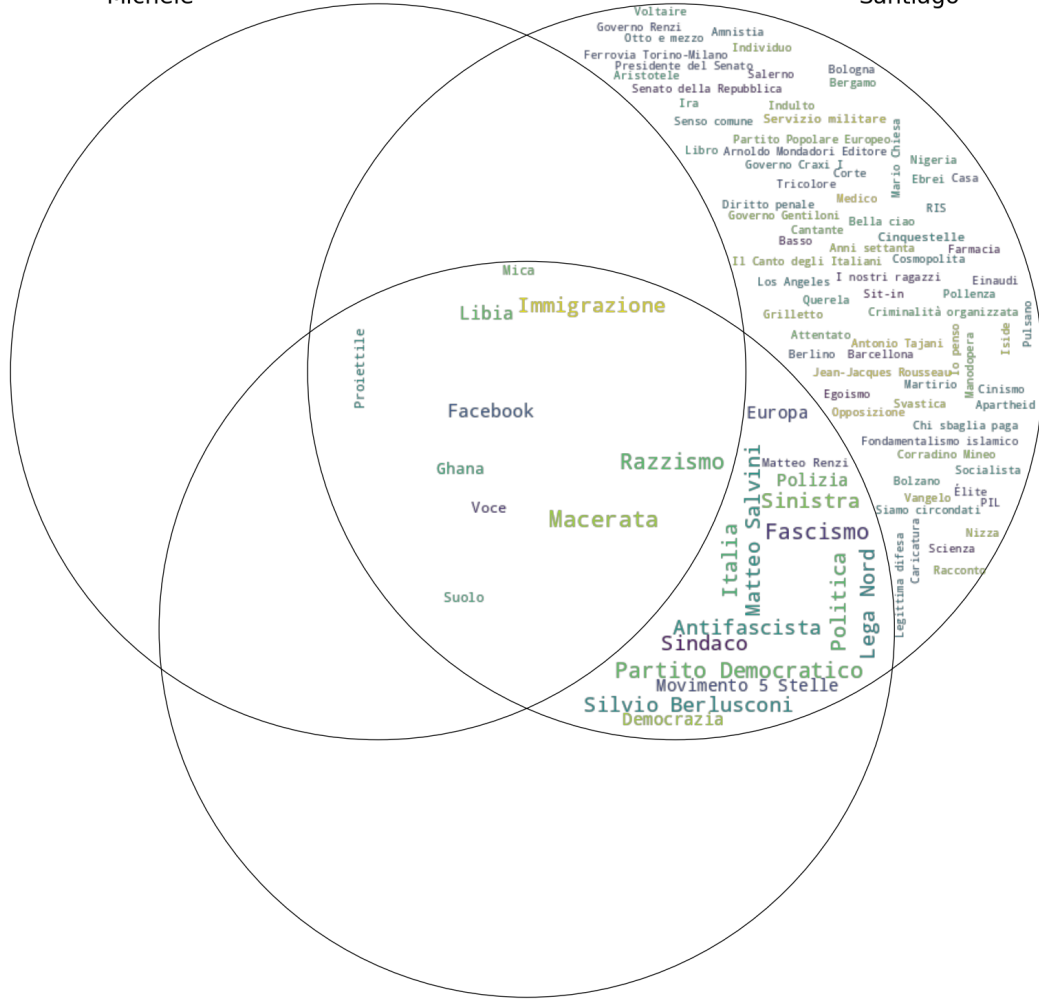 Michele
Santiago
Voltaire
Governo Renzi
Amnistia
Otto e mezzo
Individuo
Ferrovia Torino-Milano
Presidente del Senato
Bologna
Aristotele
Salerno
Bergamo
Senato della Repubblica
Ira
Indulto
Senso comune
Servizio militare
Mario Chiesa
Partito Popolare Europeo
Libro
Arnoldo Mondadori Editore
Nigeria
Governo Craxi I
Corte
Tricolore
Ebrei
Casa
Medico
Diritto penale
RIS
Governo Gentiloni
Bella ciao
Cantante
Basso
Cinquestelle
Anni settanta
Farmacia
Il Canto degli Italiani
Cosmopolita
Mica
Los Angeles
I nostri ragazzi
Einaudi
Querela
Sit-in
Pollenza
Libia
Immigrazione
Grilletto
Criminalità organizzata
Pulsano
Proiettile
Attentato
Antonio Tajani
Io penso
Manodopera
Iside
Berlino
Barcellona
Jean-Jacques Rousseau
Martirio
Cinismo
Egoismo
Svastica
Apartheid
Facebook
Europa
Opposizione
Chi sbaglia paga
Fondamentalismo islamico
Corradino Mineo
Ghana
Razzismo
Matteo Salvini
Matteo Renzi
Socialista
Polizia
Bolzano
Élite
Voce
Sinistra
Vangelo
PIL
Siamo circondati
Macerata
Italia
Fascismo
Nizza
Legittima difesa
Caricatura
Scienza
Politica
Lega Nord
Racconto
Suolo
Antifascista
Sindaco
Partito Democratico
Movimento 5 Stelle
Silvio Berlusconi
Democrazia